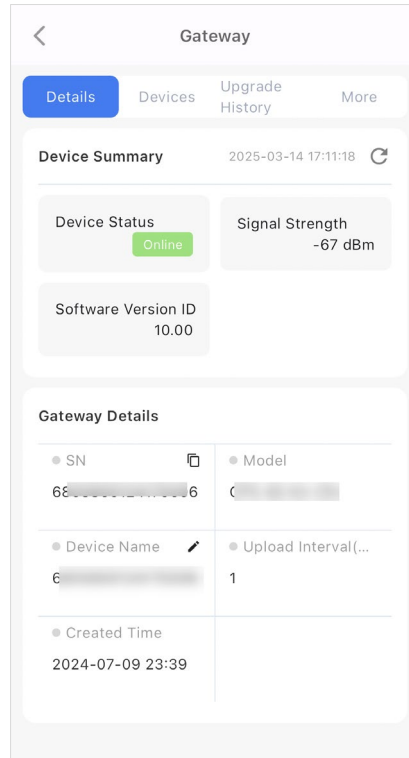 Gateway
Details
Devices
Upgrade
History
More
Device Summary
2025-03-14 17:11:18
Device Status
Online
Signal Strength
-67 dBm
Software Version ID
10.00
Gateway Details
SN
Model
Device Name
Upload Interval(...
1
Created Time
2024-07-09 23:39